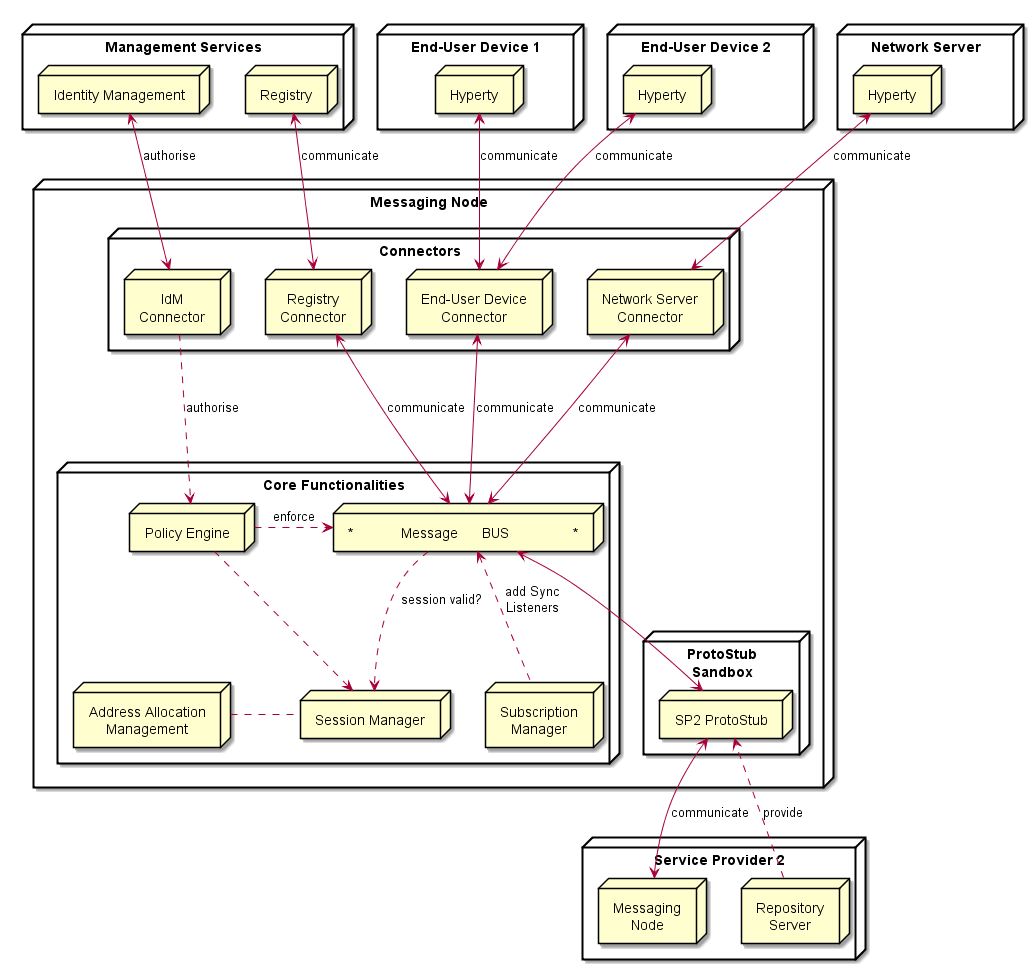 Management Services
End-User Device 1
End-User Device 2
Network Server
Identity Management
Registry
Hyperty
Hyperty
Hyperty
authorise
communicate
communicate
communicate
communicate
Messaging Node
Connectors
IdM
Connector
Registry
Connector
End-User Device
Connector
Network Server
Connector
authorise
communicate
communicate
communicate
Core Functionalities
Policy Engine
enforce
* Message BUS *
session valid?
add Sync
Listeners
ProtoStub
Sandbox
Address Allocation
Management
Session Manager
Subscription
Manager
SP2 ProtoStub
communicate
provide
Service Provider 2
Messaging
Node
Repository
Server